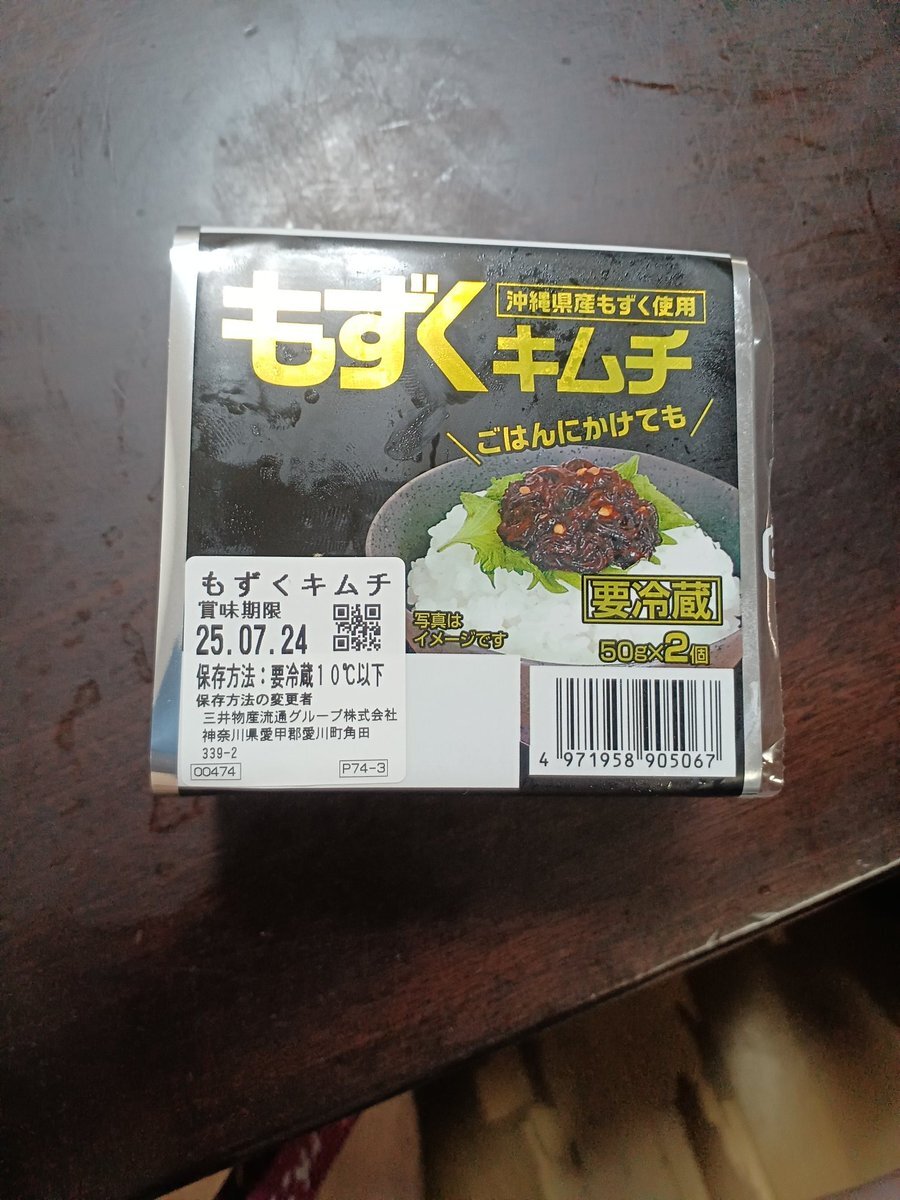 もずく
沖縄県産もずく使用
キムチ
ごはんにかけても
要冷蔵
写真は
イメージです
50g×2個
もずくキムチ
賞味期限
25.07.24
保存方法:要冷蔵10℃以下
保存方法の変更者
三井物産流通グループ株式会社
神奈川県愛甲郡愛川町角田
339-2
00474
P74-3
4 971958 905067